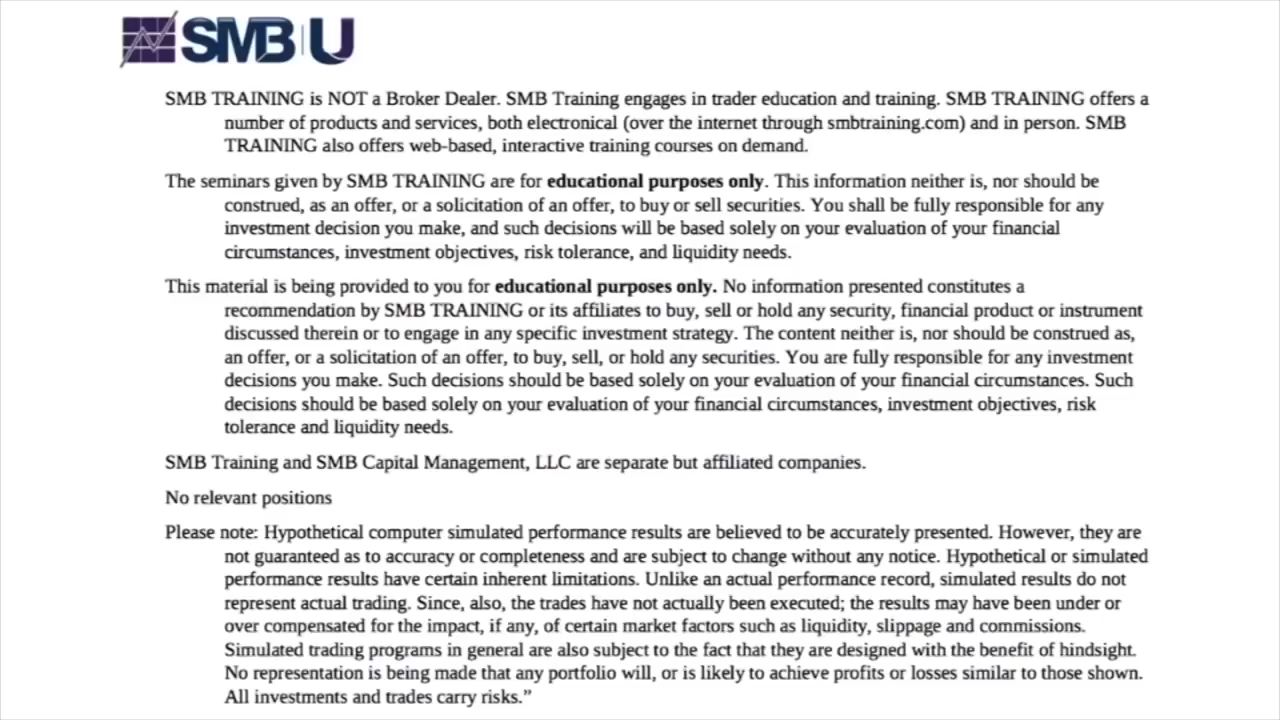 SMB U
SMB TRAINING is NOT a Broker Dealer. SMB Training engages in trader education and training. SMB TRAINING offers a
number of products and services, both electronical (over the internet through smbtraining.com) and in person. SMB
TRAINING also offers web-based, interactive training courses on demand.
The seminars given by SMB TRAINING are for educational purposes only. This information neither is, nor should be
construed, as an offer, or a solicitation of an offer, to buy or sell securities. You shall be fully responsible for any
investment decision you make, and such decisions will be based solely on your evaluation of your financial
circumstances, investment objectives, risk tolerance, and liquidity needs.
This material is being provided to you for educational purposes only. No information presented constitutes a
recommendation by SMB TRAINING or its affiliates to buy, sell or hold any security, financial product or instrument
discussed therein or to engage in any specific investment strategy. The content neither is, nor should be construed as,
an offer, or a solicitation of an offer, to buy, sell, or hold any securities. You are fully responsible for any investment
decisions you make. Such decisions should be based solely on your evaluation of your financial circumstances. Such
decisions should be based solely on your evaluation of your financial circumstances, investment objectives, risk
tolerance and liquidity needs.
SMB Training and SMB Capital Management, LLC are separate but affiliated companies.
No relevant positions
Please note: Hypothetical computer simulated performance results are believed to be accurately presented. However, they are
not guaranteed as to accuracy or completeness and are subject to change without any notice. Hypothetical or simulated
performance results have certain inherent limitations. Unlike an actual performance record, simulated results do not
represent actual trading. Since, also, the trades have not actually been executed; the results may have been under or
over compensated for the impact, if any, of certain market factors such as liquidity, slippage and commissions.
Simulated trading programs in general are also subject to the fact that they are designed with the benefit of hindsight.
No representation is being made that any portfolio will, or is likely to achieve profits or losses similar to those shown.
All investments and trades carry risks.”